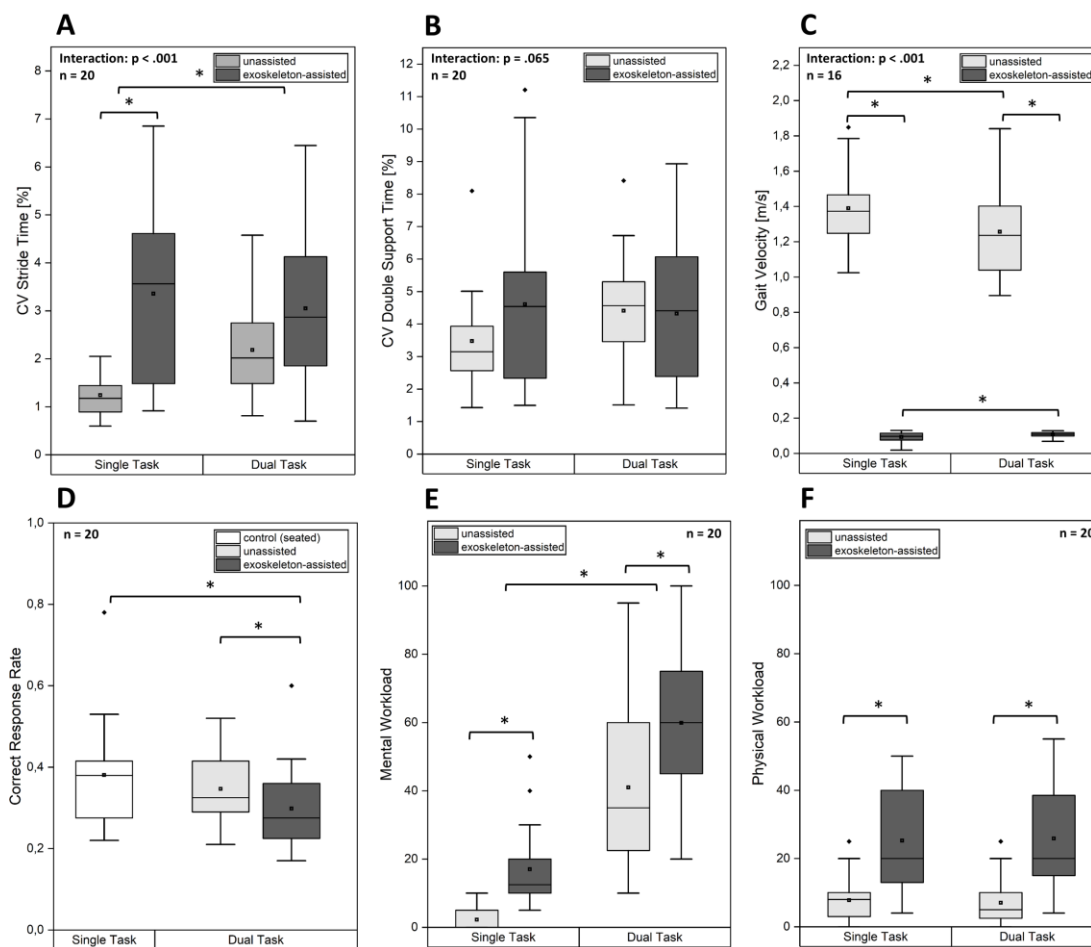 A
Interaction: p < .001
n = 20
unassisted
exoskeleton-assisted
*
*
CV Stride Time [%]
8
7
6
5
4
3
2
1
0
Single Task
Dual Task
B
Interaction: p = .065
n = 20
unassisted
exoskeleton-assisted
CV Double Support Time [%]
12
11
10
9
8
7
6
5
4
3
2
1
0
Single Task
Dual Task
C
Interaction: p < .001
n = 16
unassisted
exoskeleton-assisted
*
*
*
*
Gait Velocity [m/s]
2,2
2,0
1,8
1,6
1,4
1,2
1,0
0,8
0,6
0,4
0,2
0,0
Single Task
Dual Task
D
n = 20
control (seated)
unassisted
exoskeleton-assisted
*
*
Correct Response Rate
1,0
0,8
0,6
0,4
0,2
0,0
Single Task
Dual Task
E
unassisted
exoskeleton-assisted
n = 20
*
*
*
Mental Workload
100
80
60
40
20
0
Single Task
Dual Task
F
unassisted
exoskeleton-assisted
n = 20
*
*
Physical Workload
100
80
60
40
20
0
Single Task
Dual Task